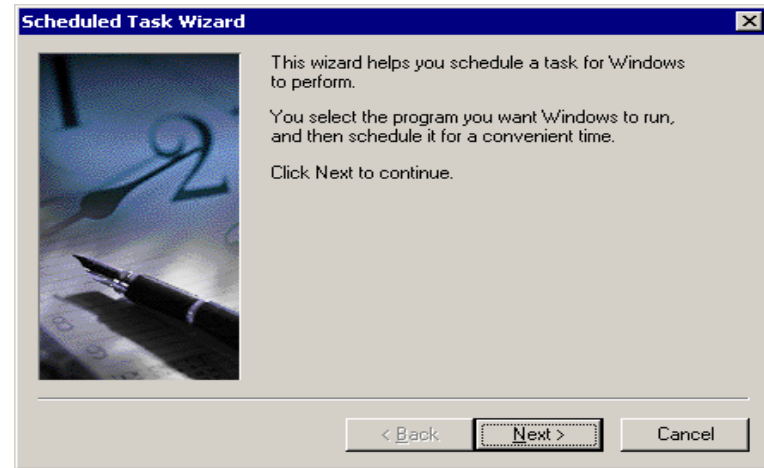 Scheduled Task Wizard
This wizard helps you schedule a task for Windows
to perform.
You select the program you want Windows to run,
and then schedule it for a convenient time.
Click Next to continue.
< Back Next > Cancel